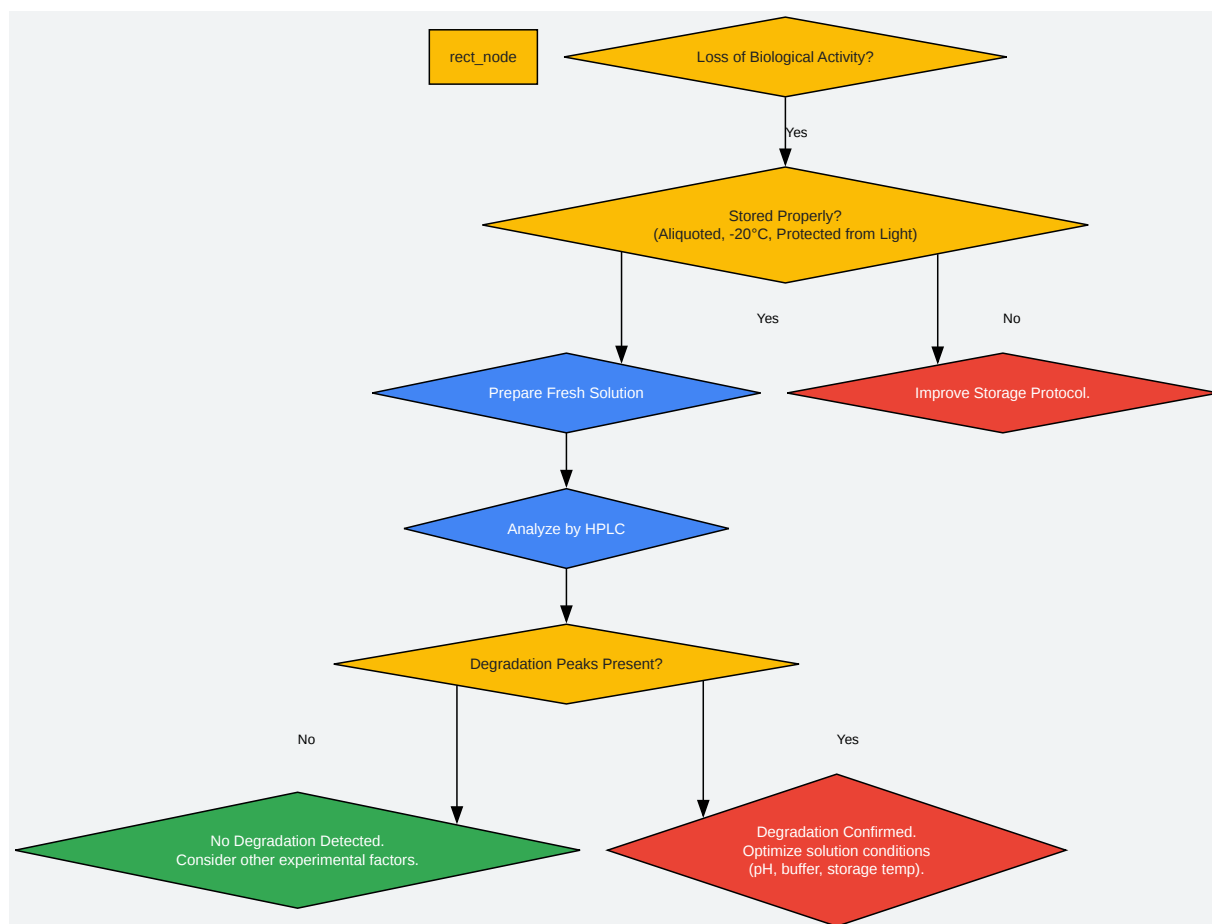 rect_node
Loss of Biological Activity?
Yes
Stored Properly?
(Aliquoted, -20°C, Protected from Light)
Yes
No
Prepare Fresh Solution
Improve Storage Protocol.
Analyze by HPLC
Degradation Peaks Present?
No
Yes
No Degradation Detected.
Consider other experimental factors.
Degradation Confirmed.
Optimize solution conditions
(pH, buffer, storage temp).